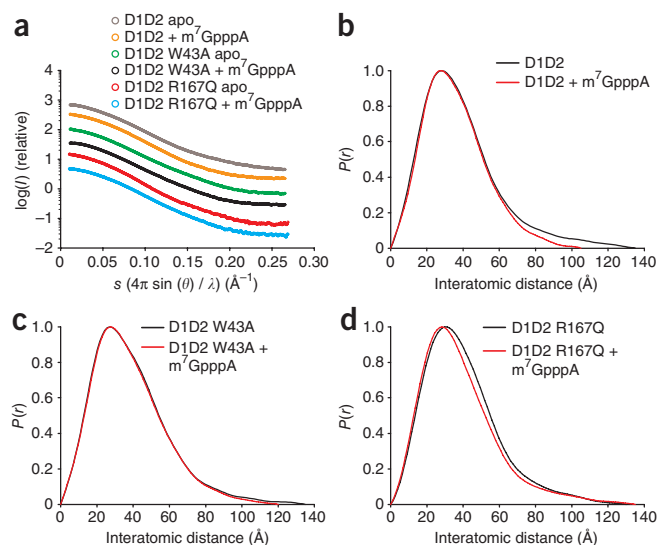 a
D1D2 apo
D1D2 + m⁷GpppA
D1D2 W43A apo
D1D2 W43A + m⁷GpppA
D1D2 R167Q apo
D1D2 R167Q + m⁷GpppA
log(I) (relative)
4
3
2
1
0
−1
−2
0 0.05 0.10 0.15 0.20 0.25 0.30
s (4π sin (θ) / λ) (Å⁻¹)
b
D1D2
D1D2 + m⁷GpppA
P(r)
1.0
0.8
0.6
0.4
0.2
0
0 20 40 60 80 100 120 140
Interatomic distance (Å)
c
D1D2 W43A
D1D2 W43A +
m⁷GpppA
P(r)
1.0
0.8
0.6
0.4
0.2
0
0 20 40 60 80 100 120 140
Interatomic distance (Å)
d
D1D2 R167Q
D1D2 R167Q +
m⁷GpppA
P(r)
1.0
0.8
0.6
0.4
0.2
0
0 20 40 60 80 100 120 140
Interatomic distance (Å)